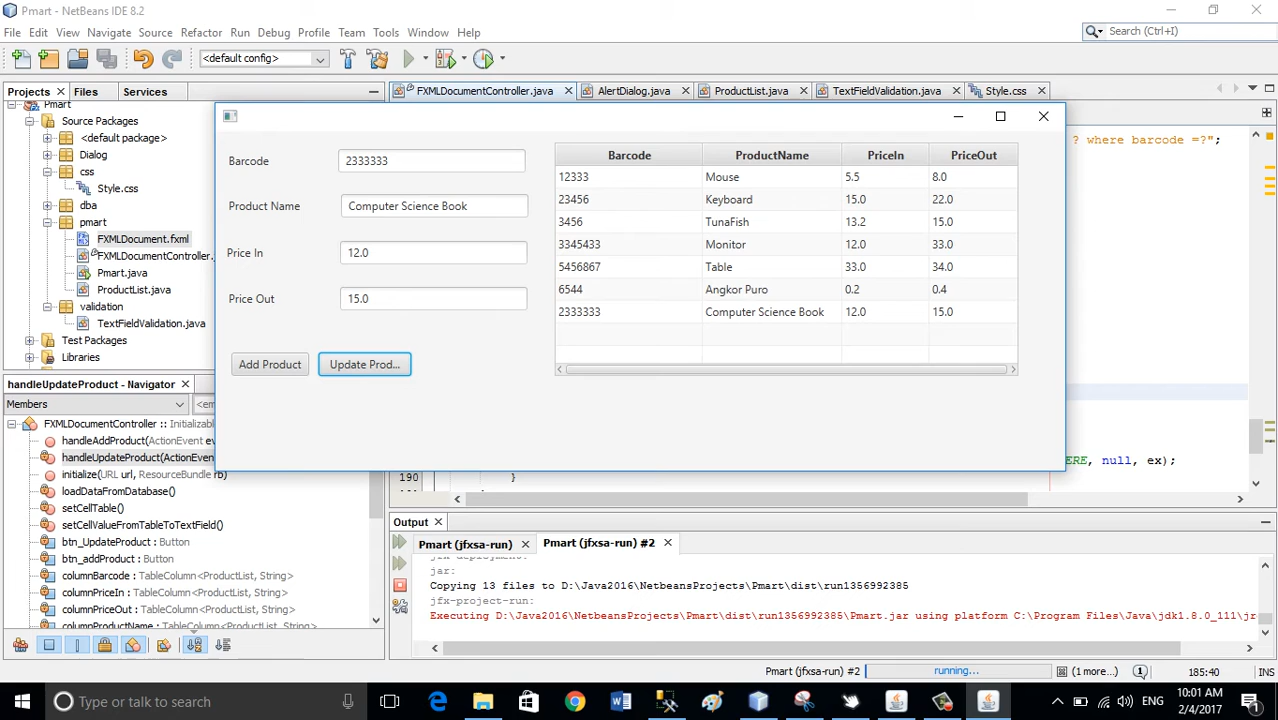 Pmart - NetBeans IDE 8.2
File Edit View Navigate Source Refactor Run Debug Profile Team Tools Window Help
Search (Ctrl+I)
<default config>
Projects Files Services
FXMLDocumentController.java AlertDialog.java ProductList.java TextFieldValidation.java Style.css
Pmart
Source Packages
<default package>
Dialog
css
Style.css
dba
pmart
FXMLDocument.fxml
FXMLDocumentController.
Pmart.java
ProductList.java
validation
TextFieldValidation.java
Test Packages
Libraries
? where barcode =?";
Barcode 2333333
Product Name Computer Science Book
Price In 12.0
Price Out 15.0
Add Product Update Prod...
Barcode ProductName PriceIn PriceOut
12333 Mouse 5.5 8.0
23456 Keyboard 15.0 22.0
3456 TunaFish 13.2 15.0
3345433 Monitor 12.0 33.0
5456867 Table 33.0 34.0
6544 Angkor Puro 0.2 0.4
2333333 Computer Science Book 12.0 15.0
handleUpdateProduct - Navigator
Members <em
FXMLDocumentController :: Initializab
handleAddProduct(ActionEvent ev
handleUpdateProduct(ActionEven
initialize(URL url, ResourceBundle rb)
loadDataFromDatabase()
setCellTable()
setCellValueFromTableToTextField()
btn_UpdateProduct : Button
btn_addProduct : Button
columnBarcode : TableColumn<ProductList, String>
columnPriceIn : TableColumn<ProductList, String>
columnPriceOut : TableColumn<ProductList, String>
columnProductName : TableColumn<ProductList, String>
ERE, null, ex);
190 }
Output
Pmart (jfxsa-run) Pmart (jfxsa-run) #2
jfx-deployment:
jar:
Copying 13 files to D:\Java2016\NetbeansProjects\Pmart\dist\run1356992385
jfx-project-run:
Executing D:\Java2016\NetbeansProjects\Pmart\dist\run1356992385\Pmart.jar using platform C:\Program Files\Java\jdk1.8.0_111\jr
Pmart (jfxsa-run) #2 running... (1 more...) 1 185:40 INS
Type here to search
ENG
10:01 AM
2/4/2017